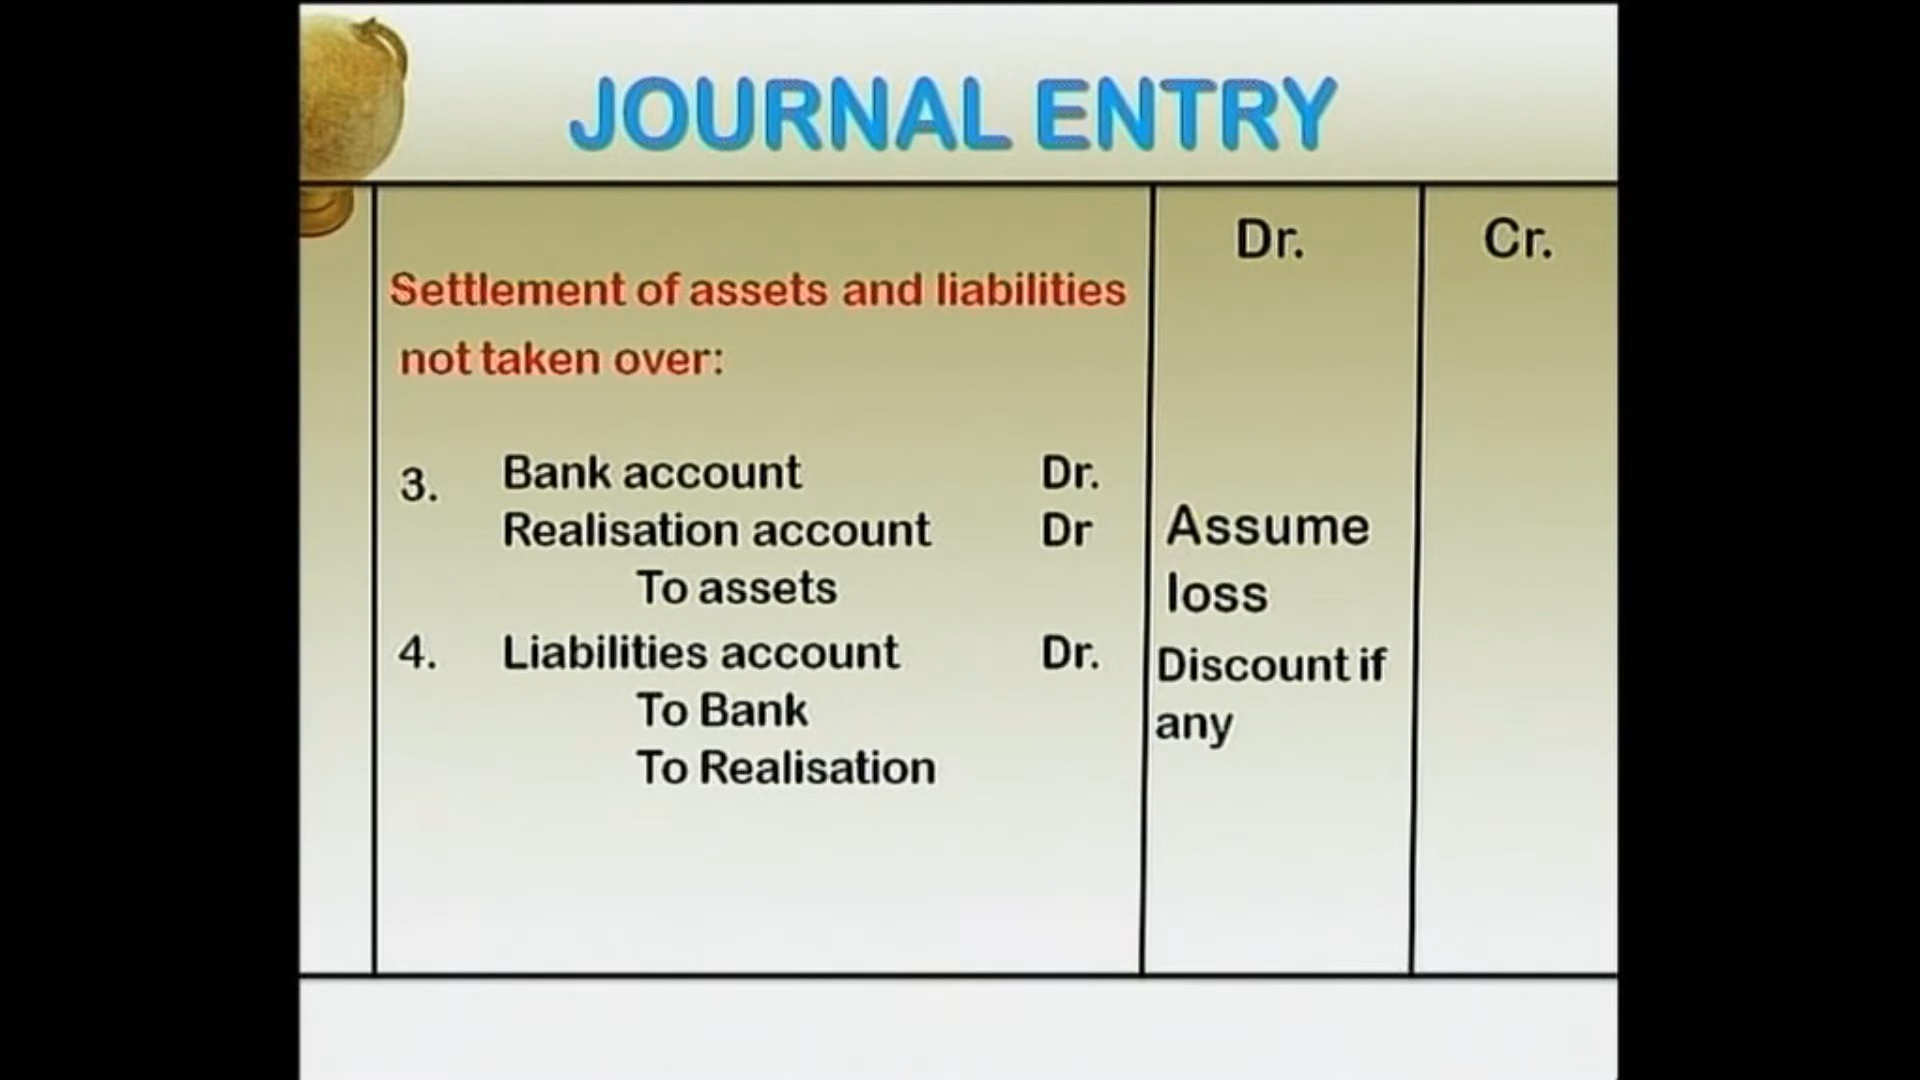 JOURNAL ENTRY
Dr. Cr.
Settlement of assets and liabilities
not taken over:
3. Bank account Dr.
Realisation account Dr
To assets
Assume
loss
4. Liabilities account Dr.
To Bank
To Realisation
Discount if
any